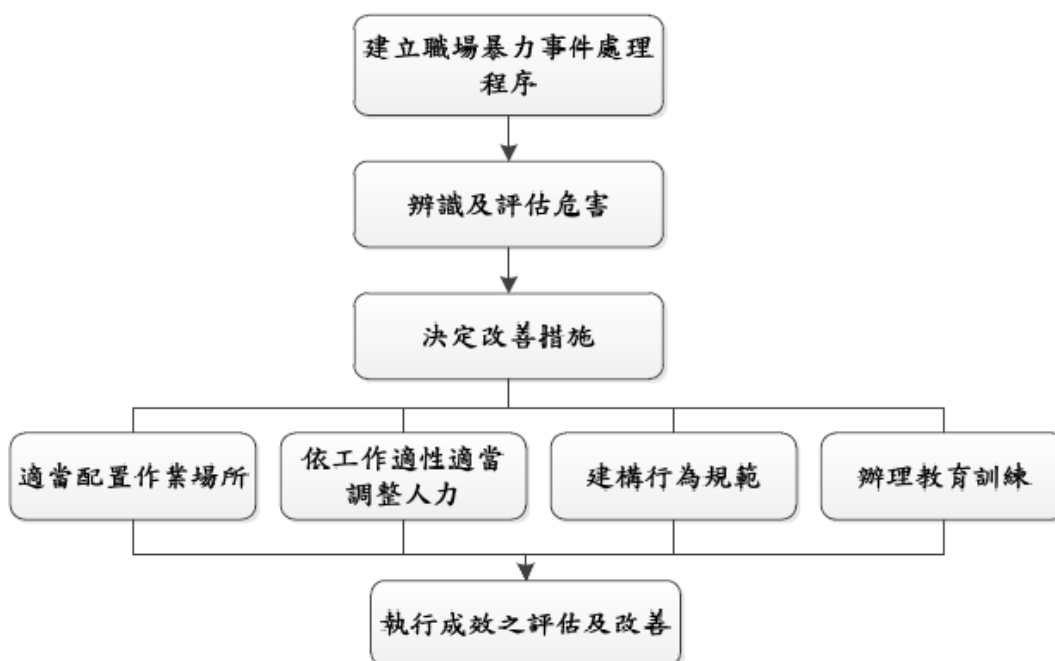 建立職場暴力事件處理
程序
辨識及評估危害
決定改善措施
適當配置作業場所
依工作適性適當
調整人力
建構行為規範
辦理教育訓練
執行成效之評估及改善